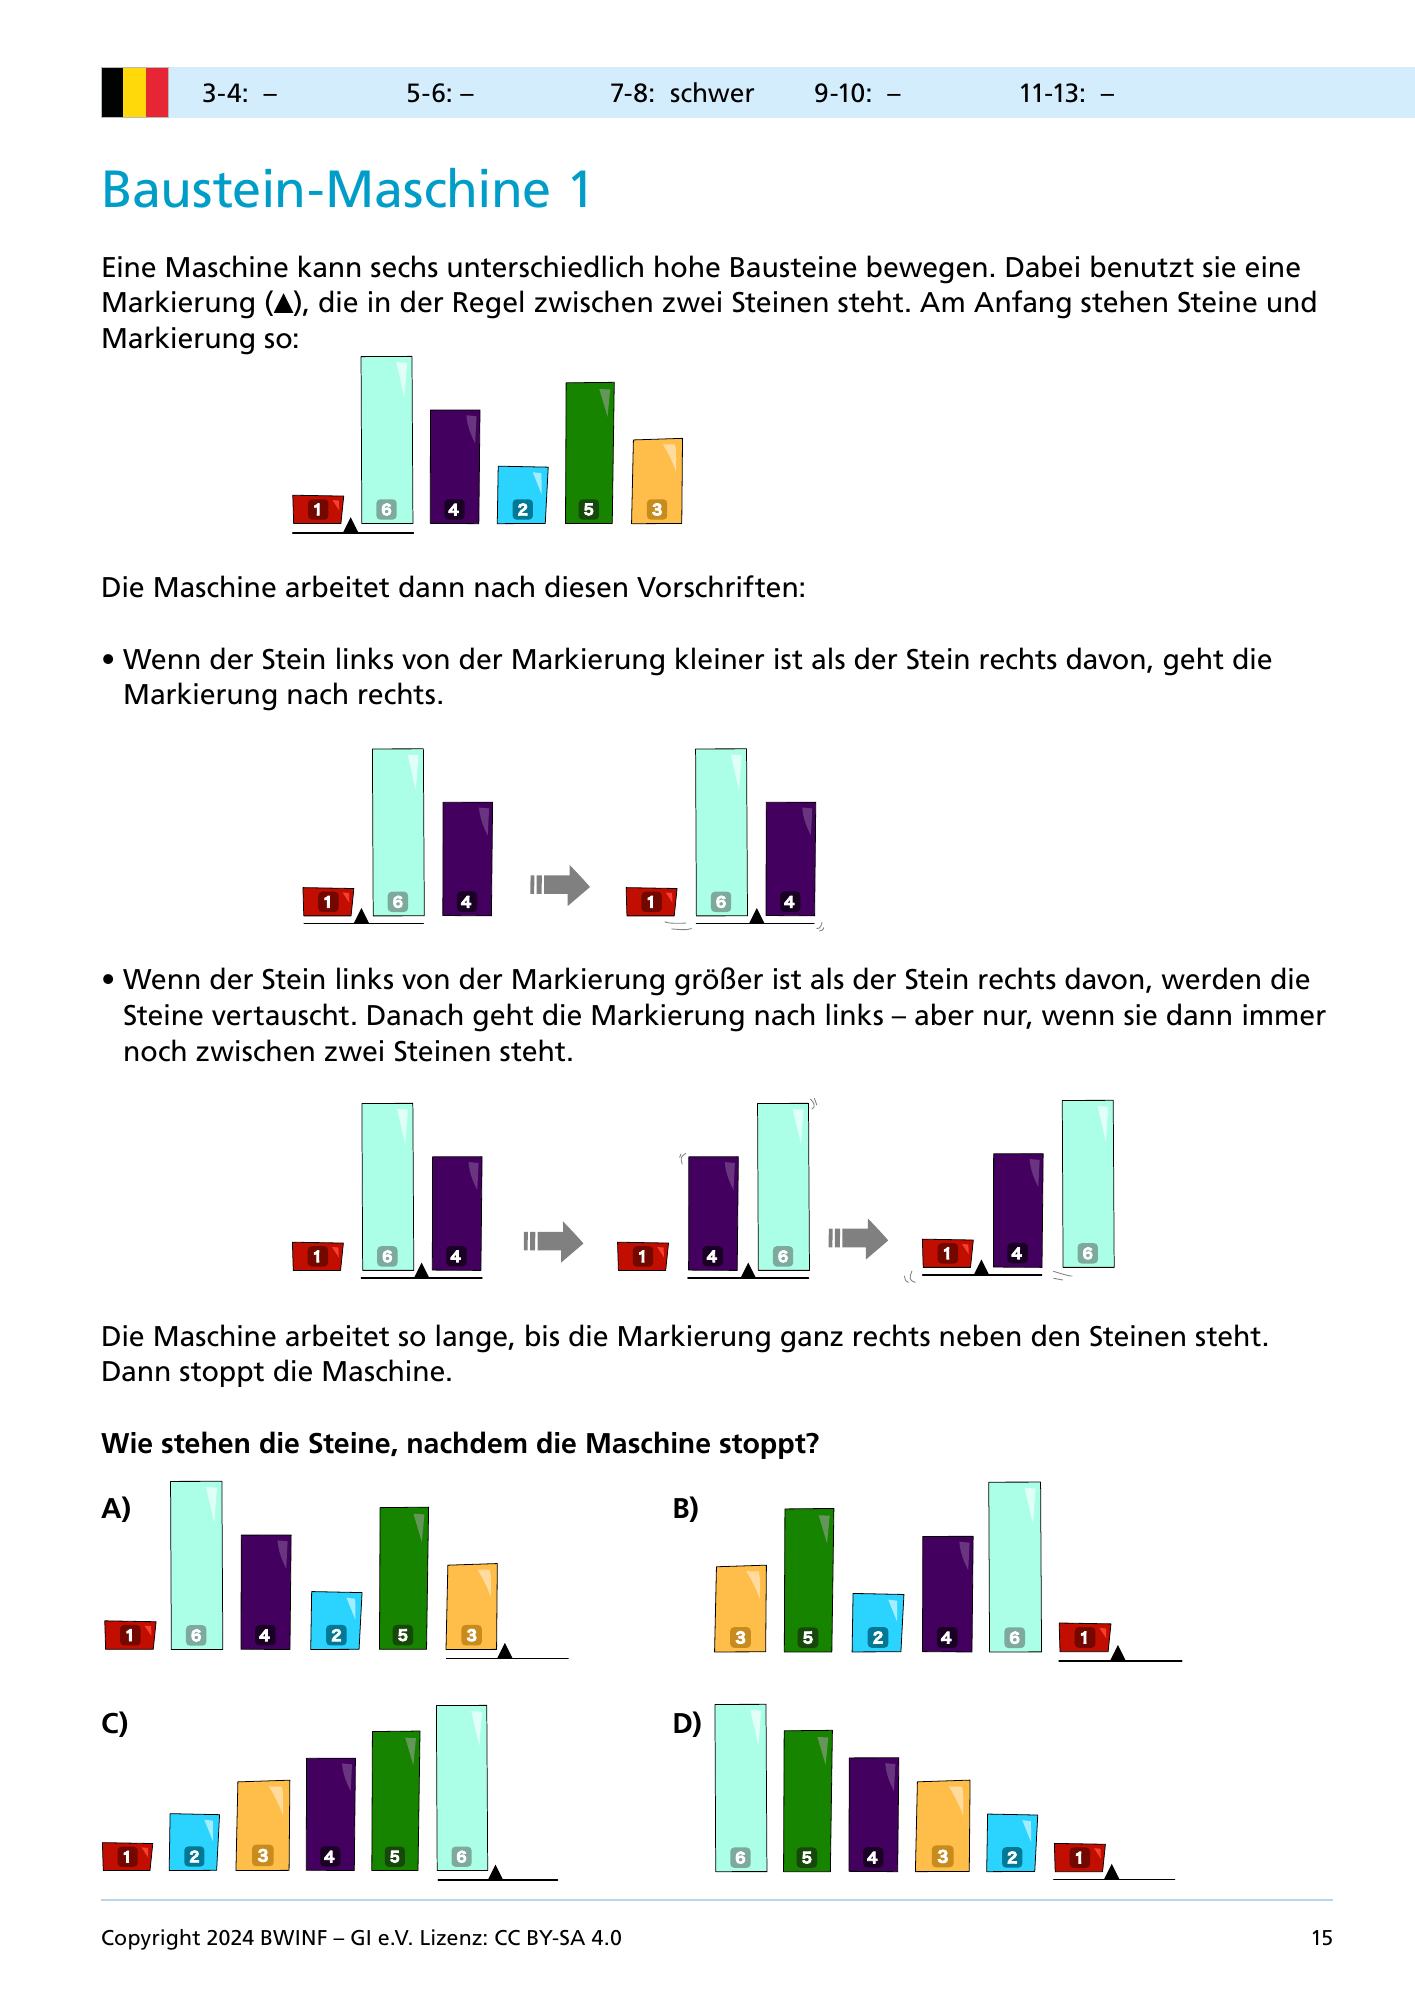 3-4: –   5-6: –   7-8: schwer   9-10: –   11-13: –
Baustein-Maschine 1
Eine Maschine kann sechs unterschiedlich hohe Bausteine bewegen. Dabei benutzt sie eine
Markierung (▲), die in der Regel zwischen zwei Steinen steht. Am Anfang stehen Steine und
Markierung so:
1 6 4 2 5 3
Die Maschine arbeitet dann nach diesen Vorschriften:
• Wenn der Stein links von der Markierung kleiner ist als der Stein rechts davon, geht die
Markierung nach rechts.
1 6 4 1 6 4
• Wenn der Stein links von der Markierung größer ist als der Stein rechts davon, werden die
Steine vertauscht. Danach geht die Markierung nach links – aber nur, wenn sie dann immer
noch zwischen zwei Steinen steht.
1 6 4 1 4 6 1 4 6
Die Maschine arbeitet so lange, bis die Markierung ganz rechts neben den Steinen steht.
Dann stoppt die Maschine.
Wie stehen die Steine, nachdem die Maschine stoppt?
A) B)
1 6 4 2 5 3 3 5 2 4 6 1
C) D)
1 2 3 4 5 6 6 5 4 3 2 1
Copyright 2024 BWINF – GI e.V. Lizenz: CC BY-SA 4.0 15